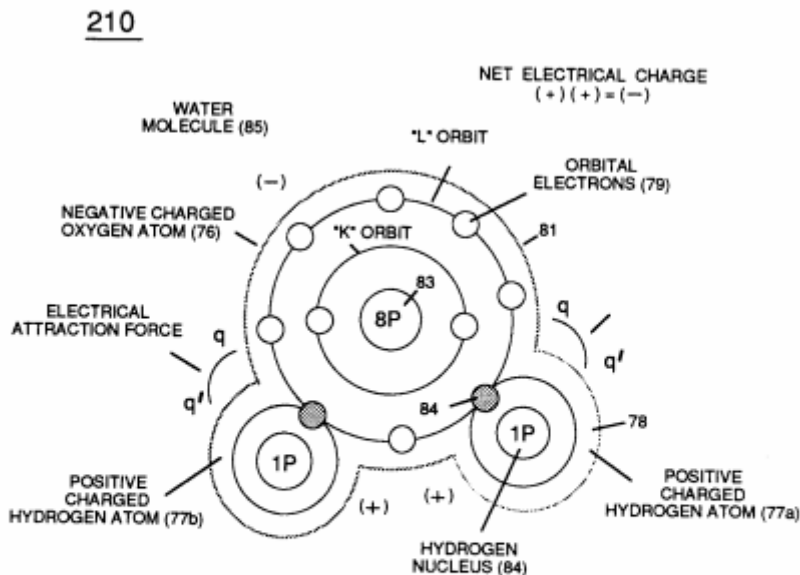 210
NET ELECTRICAL CHARGE
(+) (+) = (−)
WATER
MOLECULE (85)
"L" ORBIT
(−)
ORBITAL
ELECTRONS (79)
NEGATIVE CHARGED
OXYGEN ATOM (76)
81
"K" ORBIT
83
8P
ELECTRICAL
ATTRACTION FORCE
q
q'
q
q'
84
78
1P
1P
POSITIVE
CHARGED
HYDROGEN ATOM (77b)
(+)
(+)
POSITIVE
CHARGED
HYDROGEN ATOM (77a)
HYDROGEN
NUCLEUS (84)